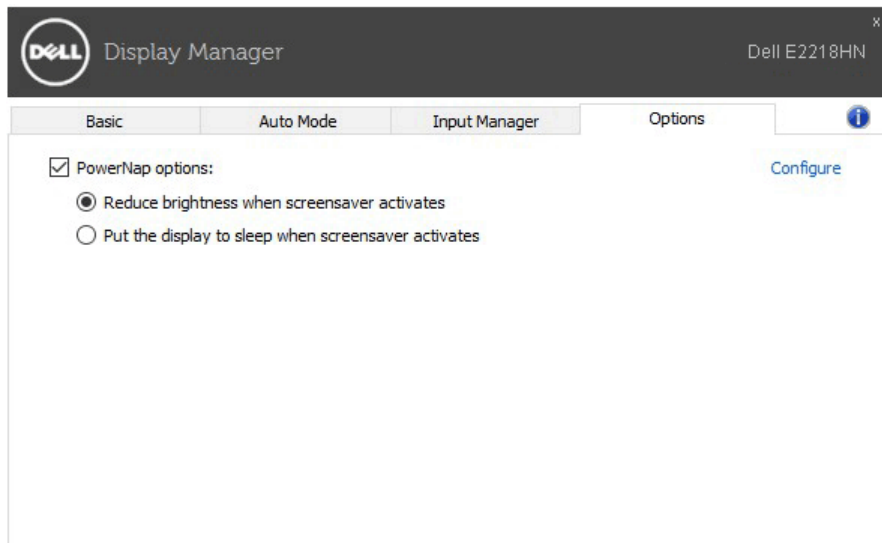 x
DELL Display Manager
Dell E2218HN
Basic Auto Mode Input Manager Options i
PowerNap options: Configure
Reduce brightness when screensaver activates
Put the display to sleep when screensaver activates